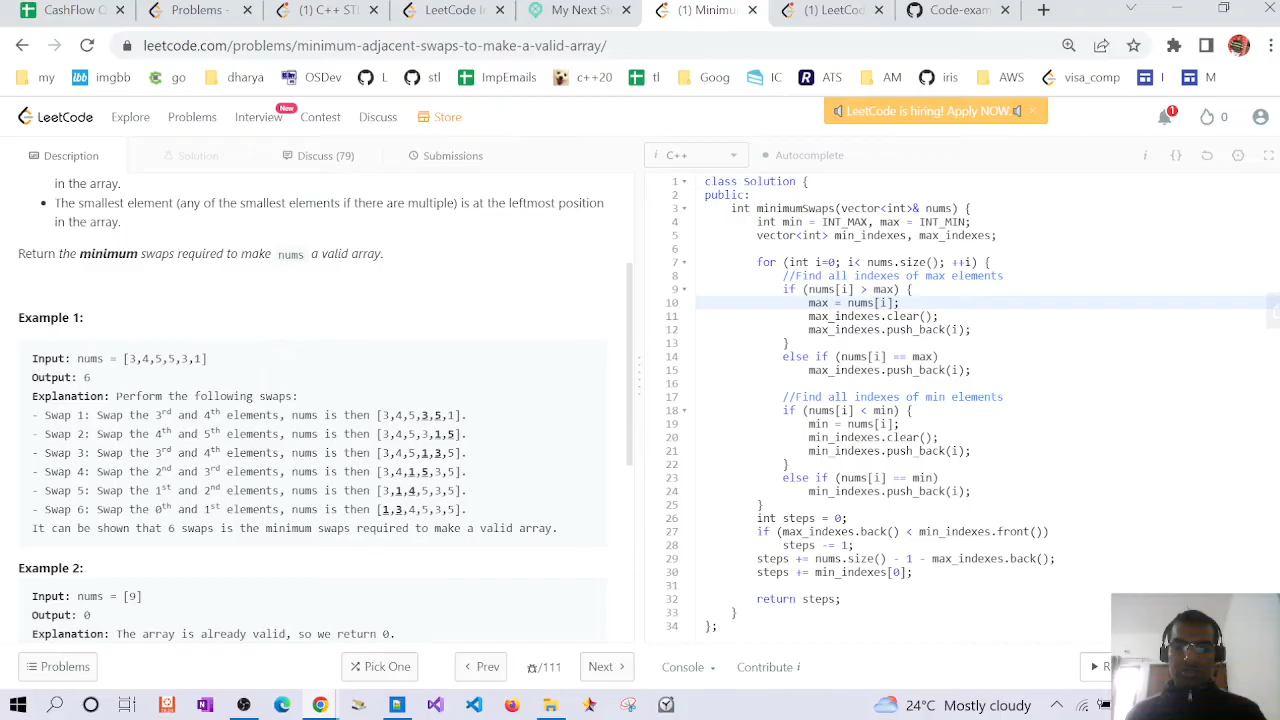 CashFlow C
Problems -
(1) C++ STL
LeetCode I
My Next St
(1) Minimu
(1) LeetCod
Code-exam
leetcode.com/problems/minimum-adjacent-swaps-to-make-a-valid-array/
my
imgbb
go
dharya
OSDev
L
stl
ImpEmails
c++20
tl
Goog
IC
ATS
AM
iris
AWS
visa_comp
I
M
LeetCode
Explore
Problems
Interview
New
Contest
Discuss
Store
LeetCode is hiring! Apply NOW.
1
0
Description
Solution
Discuss (79)
Submissions
i
C++
Autocomplete
in the array.
The smallest element (any of the smallest elements if there are multiple) is at the leftmost position
in the array.
Return the minimum swaps required to make nums a valid array.
Example 1:
Input: nums = [3,4,5,5,3,1]
Output: 6
Explanation: Perform the following swaps:
- Swap 1: Swap the 3rd and 4th elements, nums is then [3,4,5,3,5,1].
- Swap 2: Swap the 4th and 5th elements, nums is then [3,4,5,3,1,5].
- Swap 3: Swap the 3rd and 4th elements, nums is then [3,4,5,1,3,5].
- Swap 4: Swap the 2nd and 3rd elements, nums is then [3,4,1,5,3,5].
- Swap 5: Swap the 1st and 2nd elements, nums is then [3,1,4,5,3,5].
- Swap 6: Swap the 0th and 1st elements, nums is then [1,3,4,5,3,5].
It can be shown that 6 swaps is the minimum swaps required to make a valid array.
Example 2:
Input: nums = [9]
Output: 0
Explanation: The array is already valid, so we return 0.
1 class Solution {
2 public:
3 int minimumSwaps(vector<int>& nums) {
4 int min = INT_MAX, max = INT_MIN;
5 vector<int> min_indexes, max_indexes;
6
7 for (int i=0; i< nums.size(); ++i) {
8 //Find all indexes of max elements
9 if (nums[i] > max) {
10 max = nums[i];
11 max_indexes.clear();
12 max_indexes.push_back(i);
13 }
14 else if (nums[i] == max)
15 max_indexes.push_back(i);
16
17 //Find all indexes of min elements
18 if (nums[i] < min) {
19 min = nums[i];
20 min_indexes.clear();
21 min_indexes.push_back(i);
22 }
23 else if (nums[i] == min)
24 min_indexes.push_back(i);
25 }
26 int steps = 0;
27 if (max_indexes.back() < min_indexes.front())
28 steps -= 1;
29 steps += nums.size() - 1 - max_indexes.back();
30 steps += min_indexes[0];
31
32 return steps;
33 }
34 };
Problems
Pick One
Prev
/111
Next
Console
Contribute i
24°C Mostly cloudy